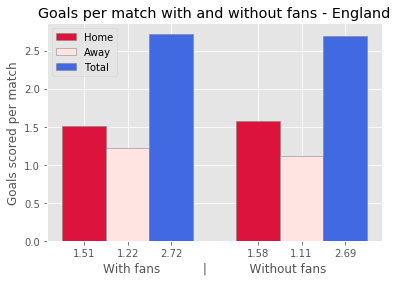 Goals per match with and without fans - England
Home
Away
Total
Goals scored per match
2.5
2.0
1.5
1.0
0.5
0.0
1.51 1.22 2.72 1.58 1.11 2.69
With fans | Without fans